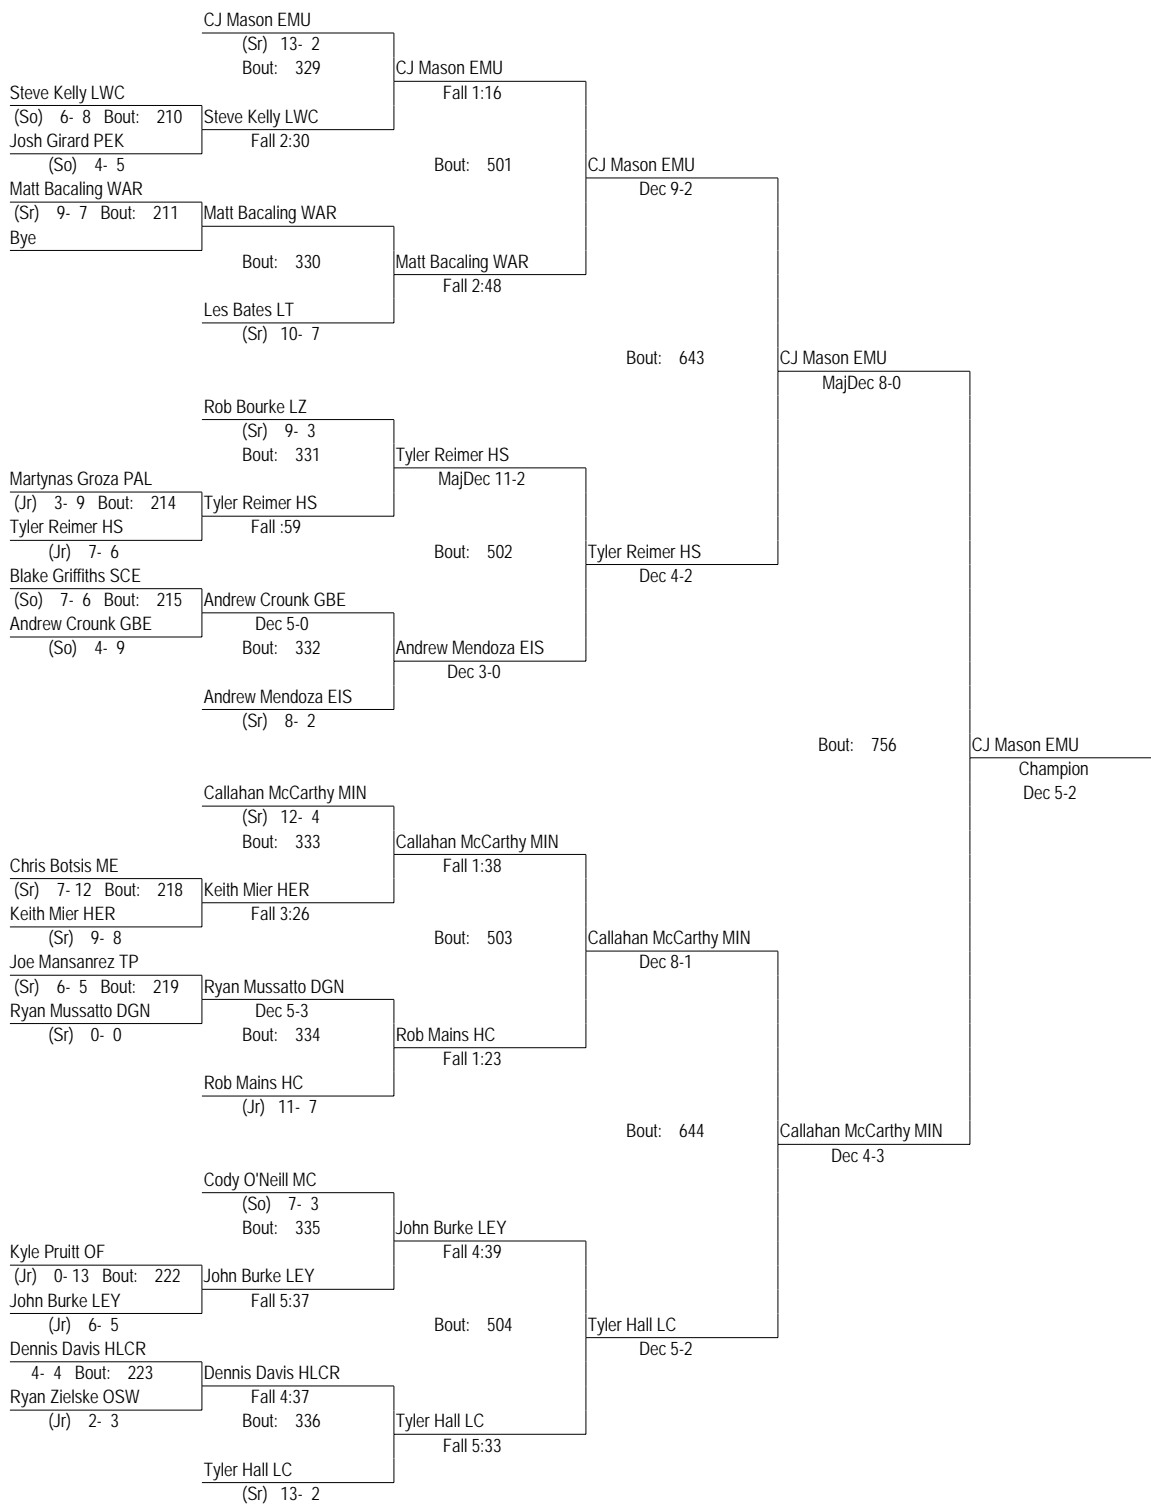 CJ Mason EMU
(Sr) 13- 2
Bout: 329
CJ Mason EMU
Fall 1:16
Steve Kelly LWC
(So) 6- 8 Bout: 210
Steve Kelly LWC
Josh Girard PEK
Fall 2:30
(So) 4- 5
Bout: 501
CJ Mason EMU
Dec 9-2
Matt Bacaling WAR
(Sr) 9- 7 Bout: 211
Matt Bacaling WAR
Bye
Bout: 330
Matt Bacaling WAR
Fall 2:48
Les Bates LT
(Sr) 10- 7
Bout: 643
CJ Mason EMU
MajDec 8-0
Rob Bourke LZ
(Sr) 9- 3
Bout: 331
Tyler Reimer HS
MajDec 11-2
Martynas Groza PAL
(Jr) 3- 9 Bout: 214
Tyler Reimer HS
Tyler Reimer HS
Fall :59
(Jr) 7- 6
Bout: 502
Tyler Reimer HS
Dec 4-2
Blake Griffiths SCE
(So) 7- 6 Bout: 215
Andrew Crounk GBE
Andrew Crounk GBE
Dec 5-0
(So) 4- 9
Bout: 332
Andrew Mendoza EIS
Dec 3-0
Andrew Mendoza EIS
(Sr) 8- 2
Bout: 756
CJ Mason EMU
Champion
Dec 5-2
Callahan McCarthy MIN
(Sr) 12- 4
Bout: 333
Callahan McCarthy MIN
Fall 1:38
Chris Botsis ME
(Sr) 7- 12 Bout: 218
Keith Mier HER
Keith Mier HER
Fall 3:26
(Sr) 9- 8
Bout: 503
Callahan McCarthy MIN
Dec 8-1
Joe Mansanrez TP
(Sr) 6- 5 Bout: 219
Ryan Mussatto DGN
Ryan Mussatto DGN
Dec 5-3
(Sr) 0- 0
Bout: 334
Rob Mains HC
Fall 1:23
Rob Mains HC
(Jr) 11- 7
Bout: 644
Callahan McCarthy MIN
Dec 4-3
Cody O'Neill MC
(So) 7- 3
Bout: 335
John Burke LEY
Fall 4:39
Kyle Pruitt OF
(Jr) 0- 13 Bout: 222
John Burke LEY
John Burke LEY
Fall 5:37
(Jr) 6- 5
Bout: 504
Tyler Hall LC
Dec 5-2
Dennis Davis HLCR
4- 4 Bout: 223
Dennis Davis HLCR
Ryan Zielske OSW
Fall 4:37
(Jr) 2- 3
Bout: 336
Tyler Hall LC
Fall 5:33
Tyler Hall LC
(Sr) 13- 2